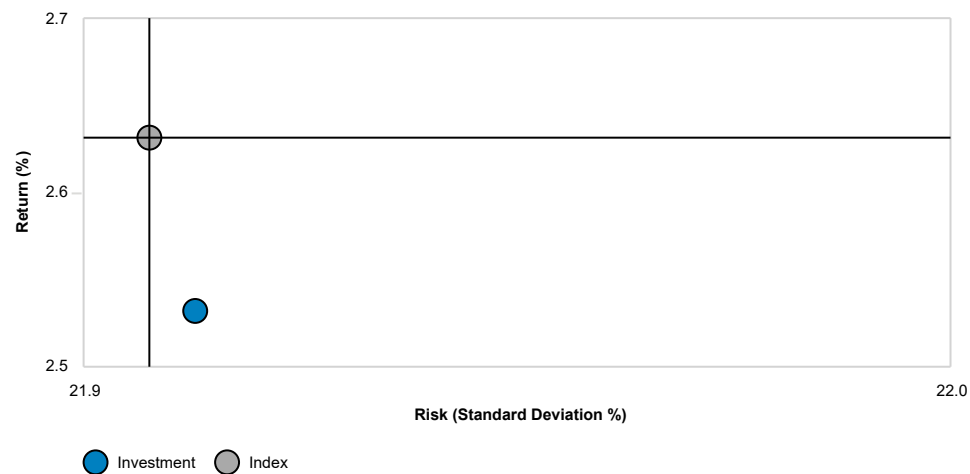 2.7
2.6
2.5
Return (%)
21.9
22.0
Risk (Standard Deviation %)
Investment
Index